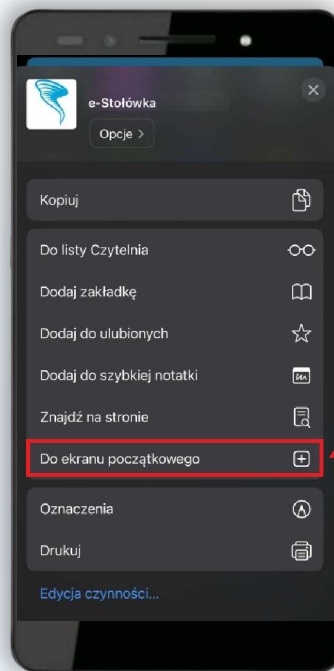 e-Stołówka
Opcje >
Kopiuj
Do listy Czytelnia
Dodaj zakładkę
Dodaj do ulubionych
Dodaj do szybkiej notatki
Znajdź na stronie
Do ekranu początkowego
Oznaczenia
Drukuj
Edycja czynności...